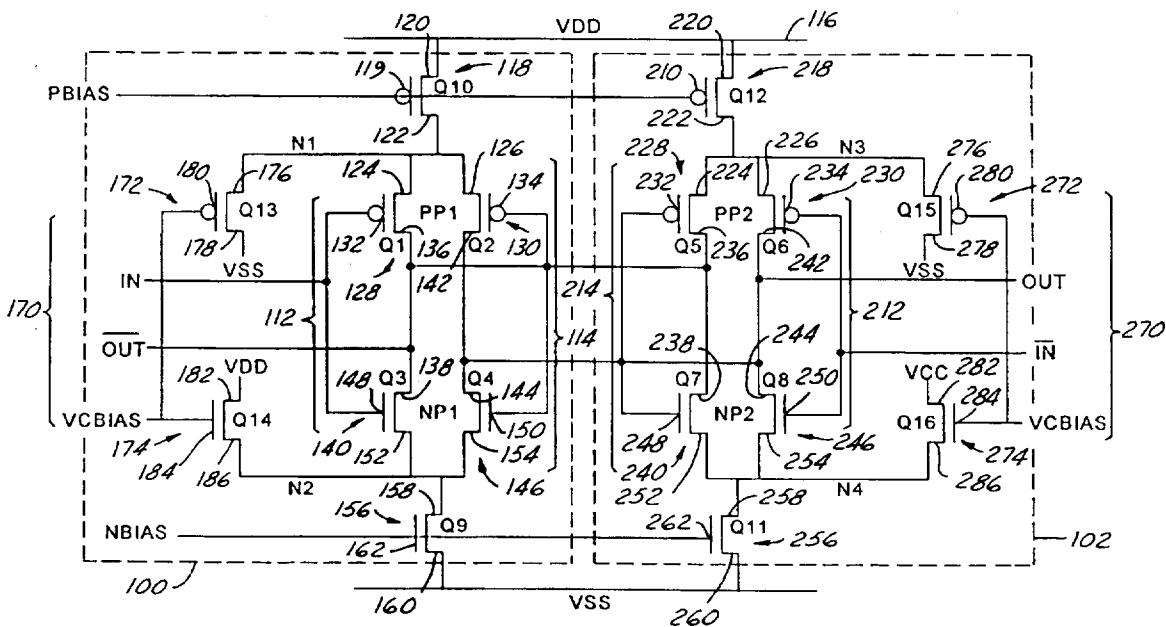 120 VDD 220 116
119 118 210 218
PBIAS Q10 Q12
122 222
N1 226 N3
176 124 126 228 224 276
172 180 134 232 234 230 280 272
Q13 PP1 PP2 Q15
178 132 Q1 136 Q2 130 Q5 236 Q6 242 278
VSS 142 VSS
IN 128 214 OUT
170 112 114 212 270
OUT IN
VDD 238 244 VCC
182 Q3 138 Q4 144 Q7 Q8 250 282
148 284
VCBIAS Q14 NP1 150 NP2 Q16 VCBIAS
174 140 248 246 274
184 152 154 240 254
186 146 252 286
N2 158 258 N4
156 Q9 262 Q11
NBIAS 162 256 102
100 160 VSS 260